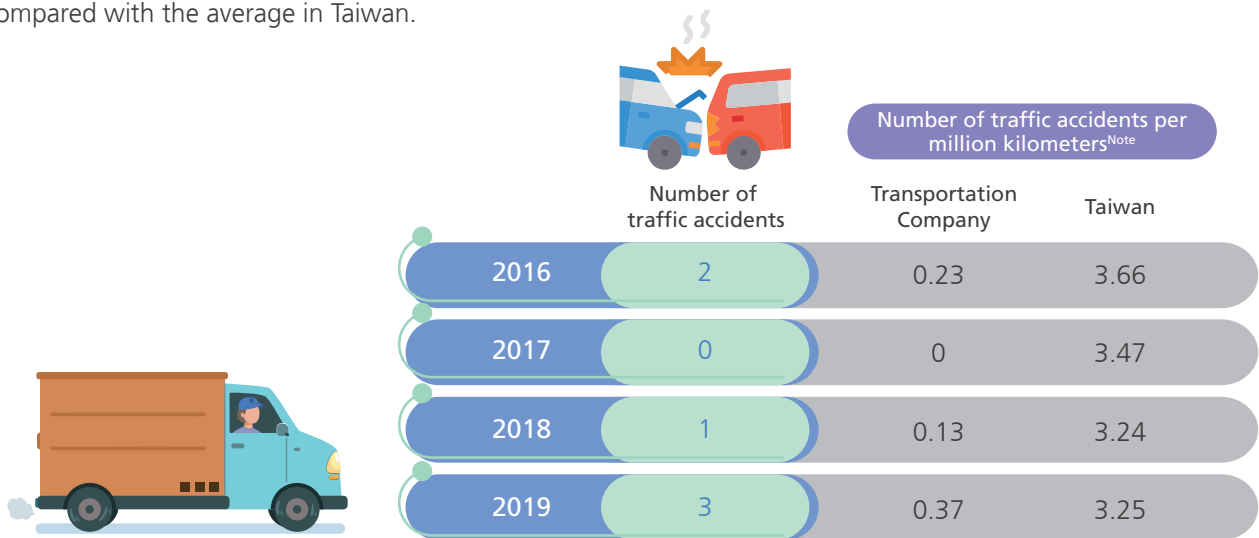 ompared with the average in Taiwan.
Number of traffic accidents per
million kilometersNote
Number of
traffic accidents
Transportation
Company
Taiwan
2016 2 0.23 3.66
2017 0 0 3.47
2018 1 0.13 3.24
2019 3 0.37 3.25